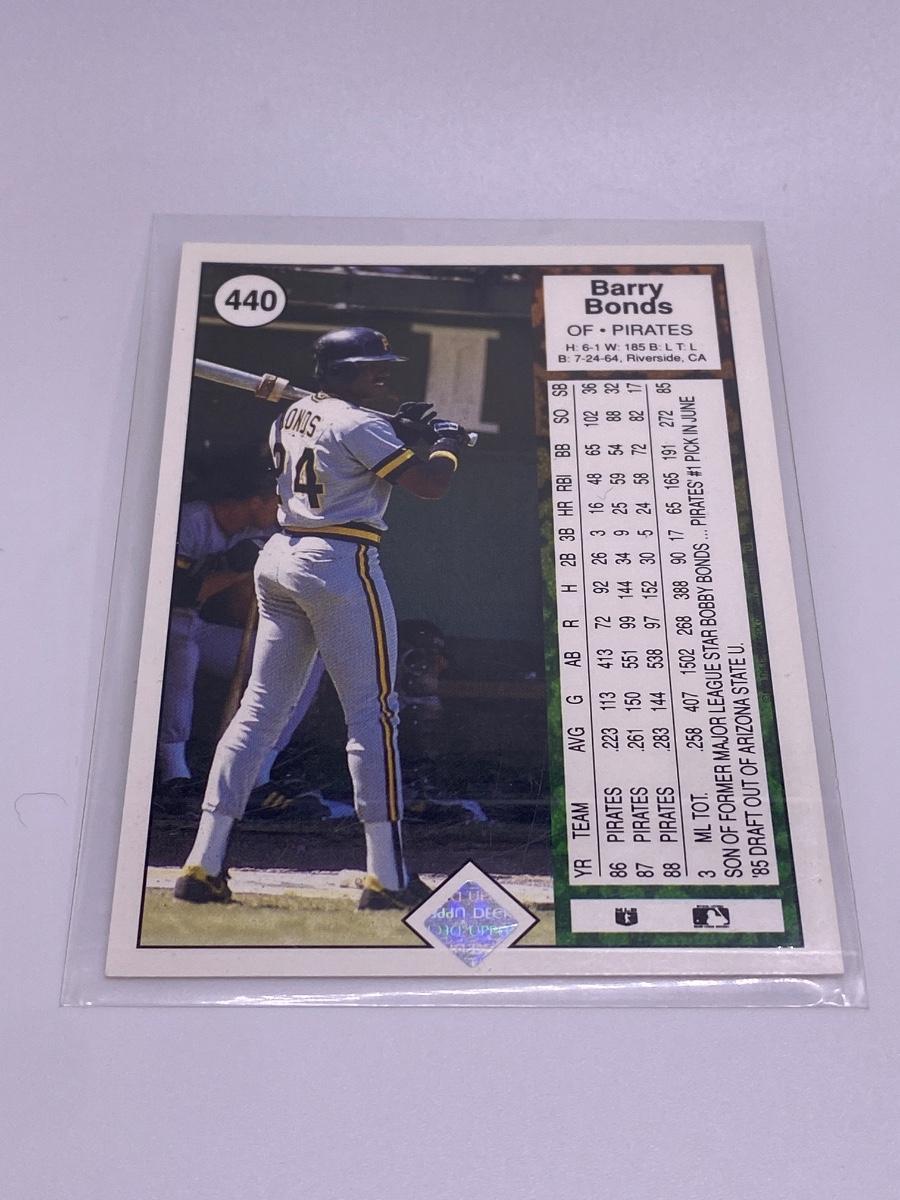 440
Barry
Bonds
OF • PIRATES
H: 6-1 W: 185 B: L T: L
B: 7-24-64, Riverside, CA
ONDS
24
YR TEAM AVG G AB R H 2B 3B HR RBI BB SO SB
86 PIRATES .223 113 413 72 92 26 3 16 48 65 102 36
87 PIRATES .261 150 551 99 144 34 9 25 59 54 88 32
88 PIRATES .283 144 538 97 152 30 5 24 58 72 82 17
3 ML TOT. .258 407 1502 268 388 90 17 65 165 191 272 85
SON OF FORMER MAJOR LEAGUE STAR BOBBY BONDS ... PIRATES' #1 PICK IN JUNE
'85 DRAFT OUT OF ARIZONA STATE U.
UPPER DECK